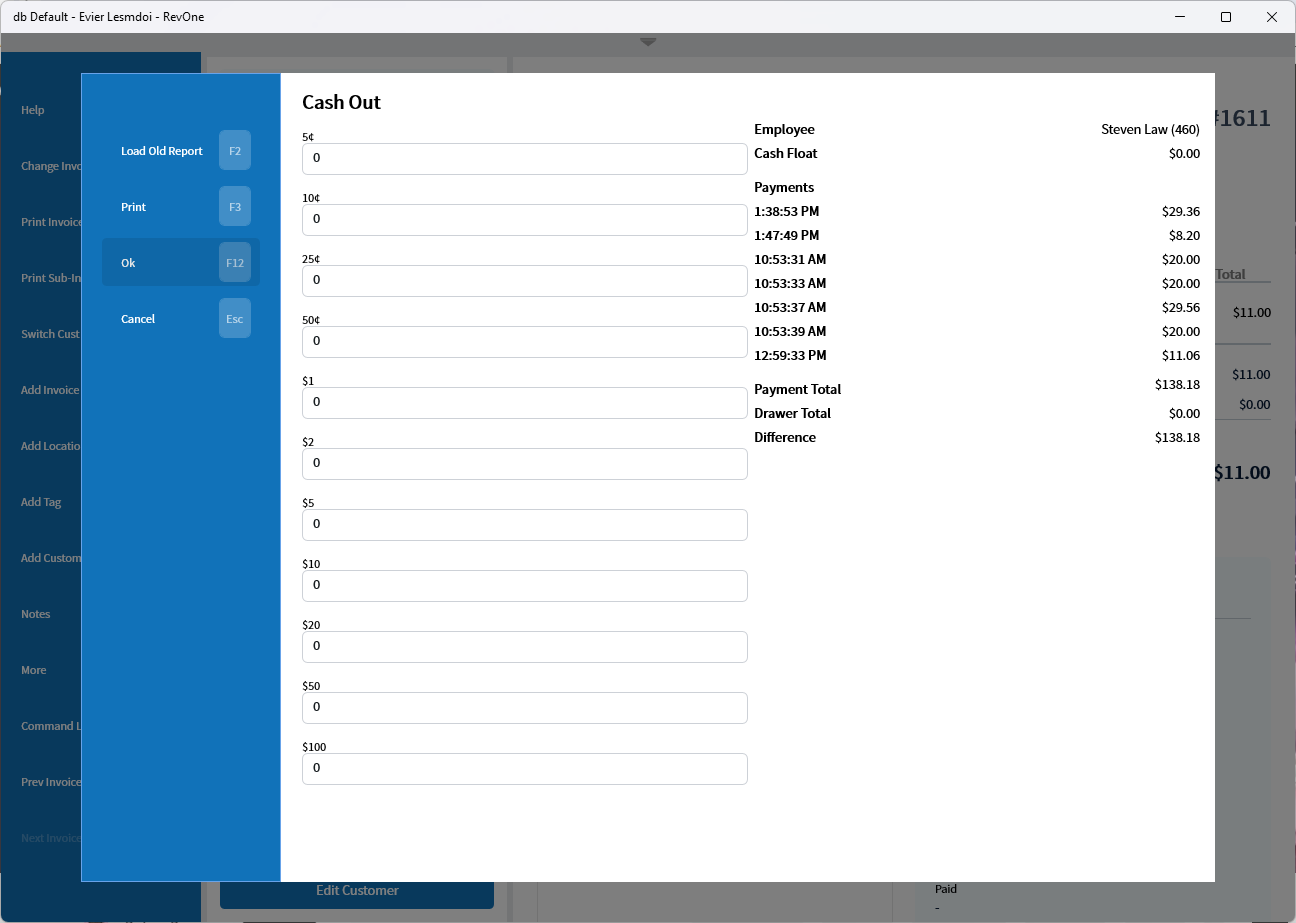 db Default - Evier Lesmdoi - RevOne
Help
Change Invo
Print Invoice
Print Sub-In
Switch Cust
Add Invoice
Add Locatio
Add Tag
Add Custom
Notes
More
Command L
Prev Invoice
Next Invoice
Load Old Report F2
Print F3
Ok F12
Cancel Esc
Cash Out
5¢
0
10¢
0
25¢
0
50¢
0
$1
0
$2
0
$5
0
$10
0
$20
0
$50
0
$100
0
Employee Steven Law (460)
Cash Float $0.00
Payments
1:38:53 PM $29.36
1:47:49 PM $8.20
10:53:31 AM $20.00
10:53:33 AM $20.00
10:53:37 AM $29.56
10:53:39 AM $20.00
12:59:33 PM $11.06
Payment Total $138.18
Drawer Total $0.00
Difference $138.18
#1611
Total
$11.00
$11.00
$0.00
$11.00
Edit Customer
Paid
-